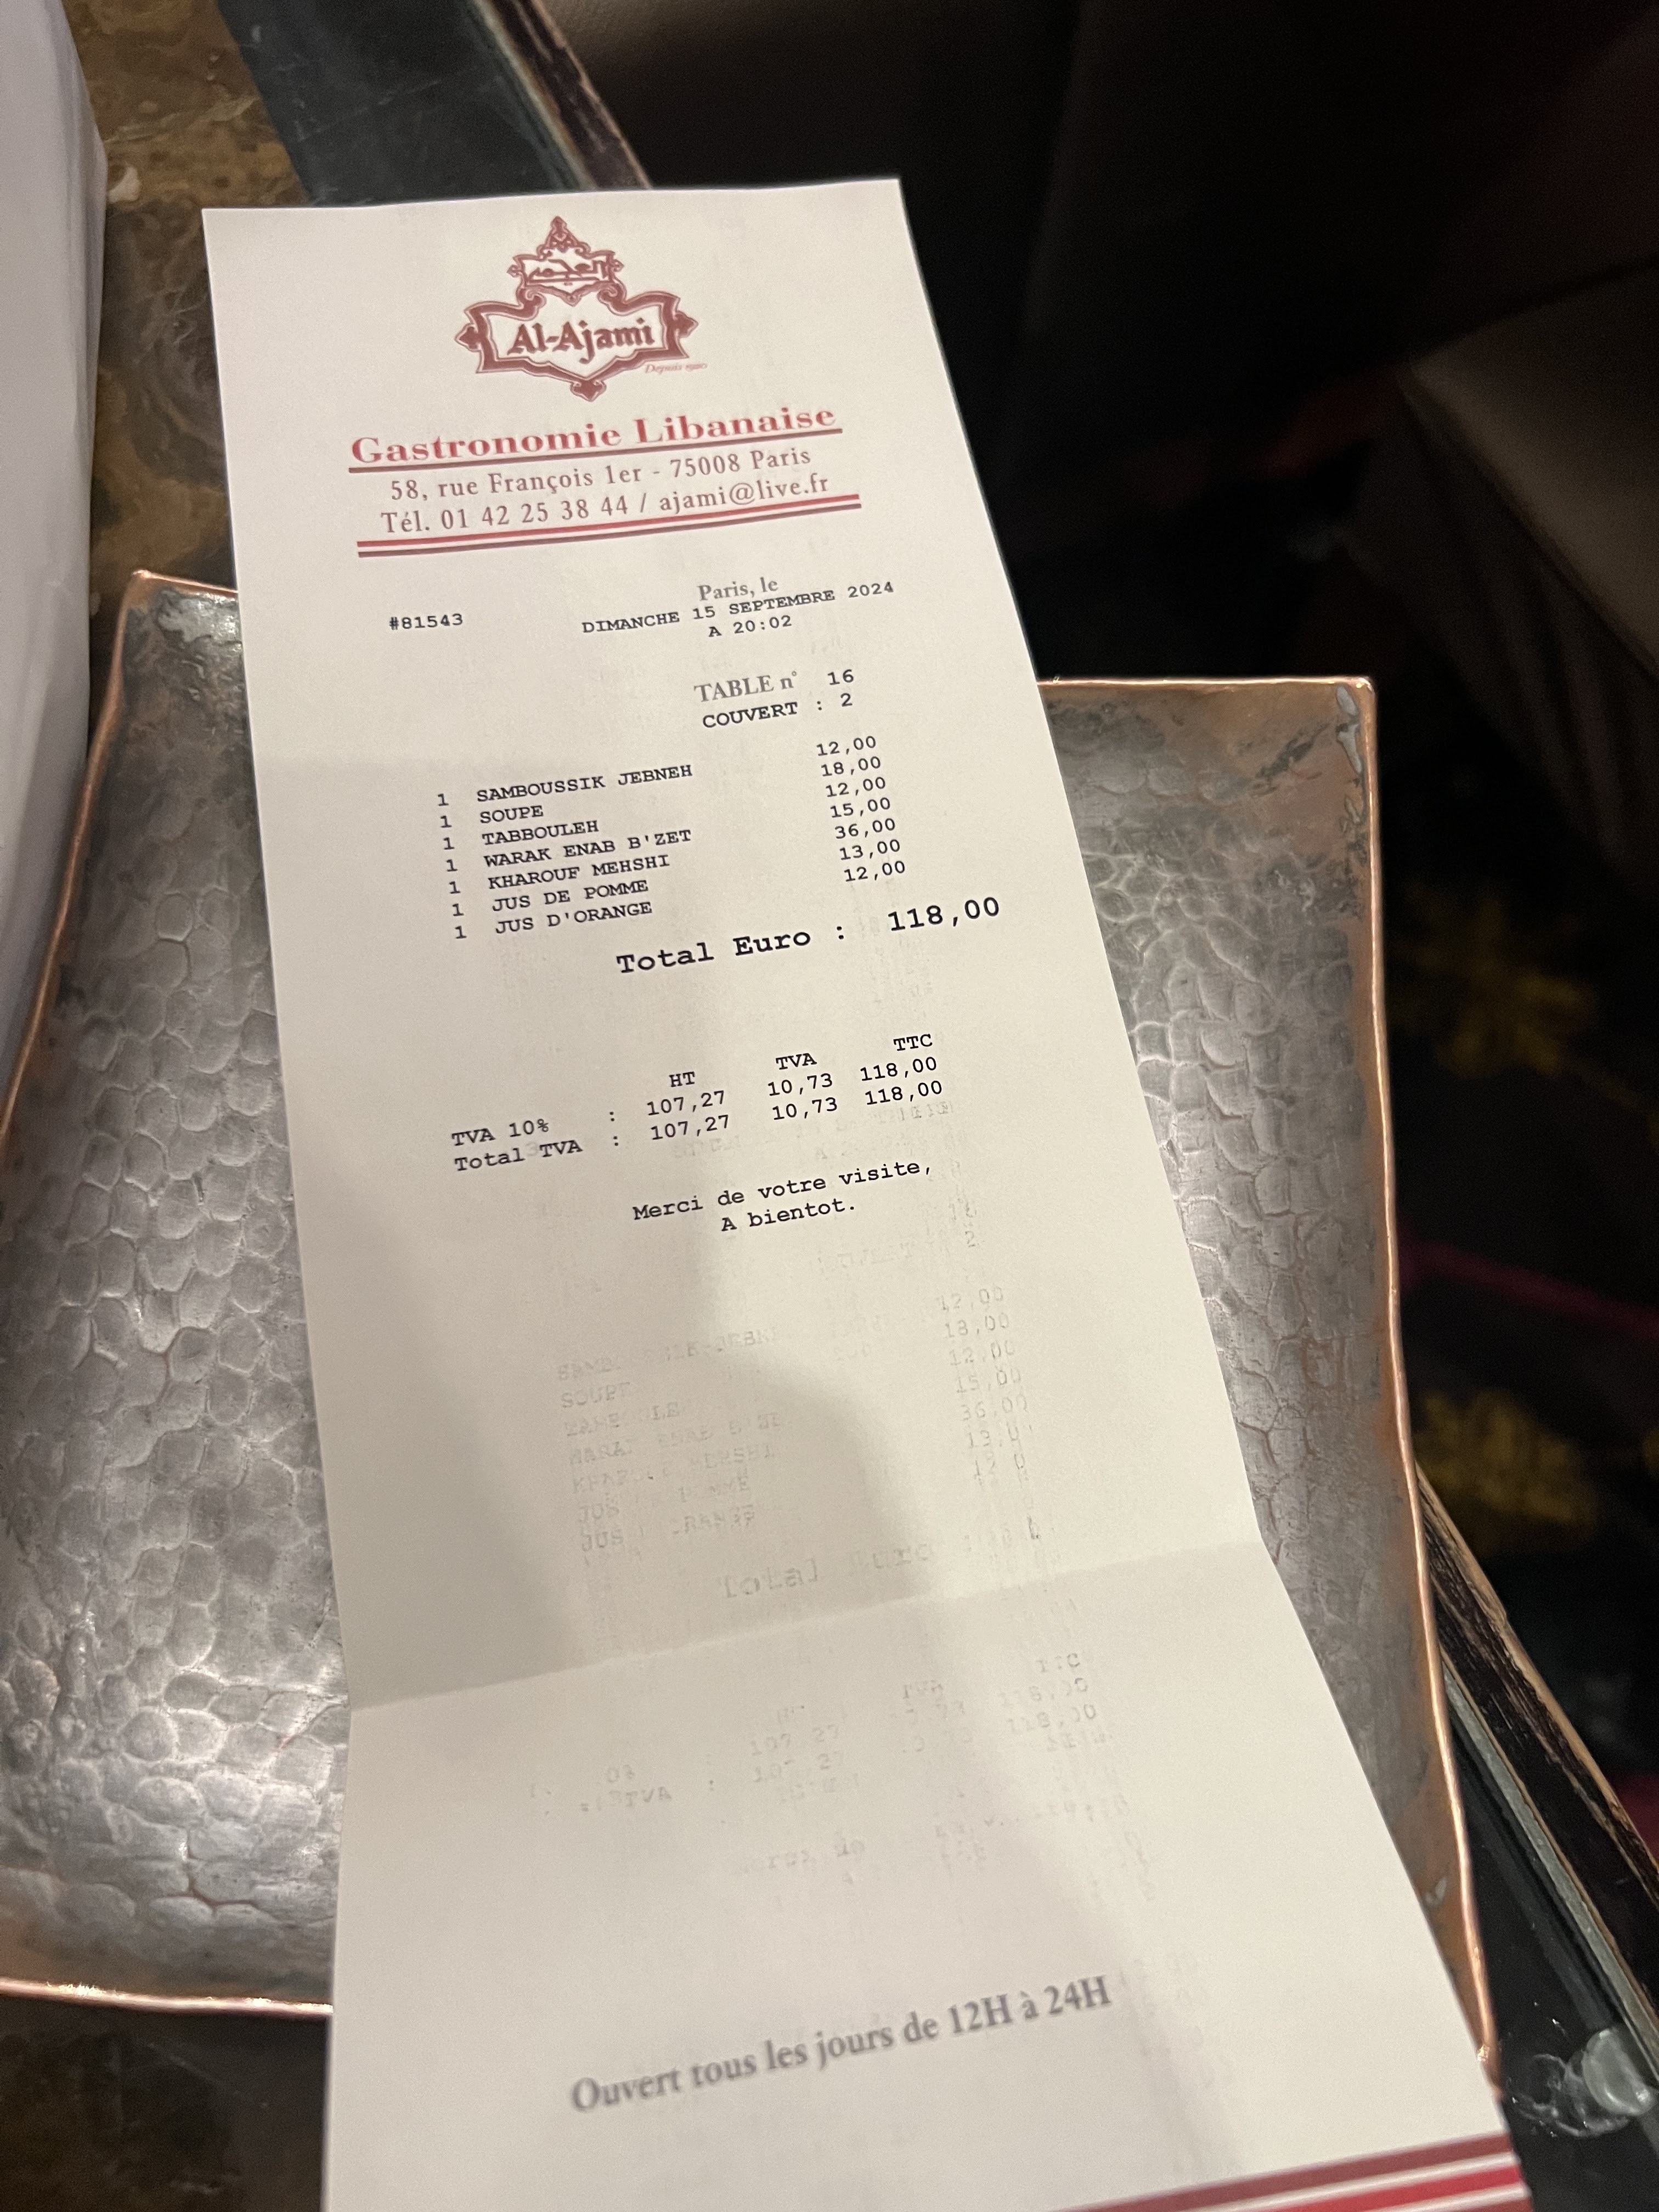 العجمي
Al-Ajami
Gastronomie Libanaise
58, rue François 1er - 75008 Paris
Tél. 01 42 25 38 44 / ajami@live.fr
Paris, le
#81543 DIMANCHE 15 SEPTEMBRE 2024
A 20:02
TABLE n° 16
COUVERT : 2
1 SAMBOUSSIK JEBNEH 12,00
1 SOUPE 18,00
1 TABBOULEH 12,00
1 WARAK ENAB B'ZET 15,00
1 KHAROUF MEHSHI 36,00
1 JUS DE POMME 13,00
1 JUS D'ORANGE 12,00
Total Euro : 118,00
HT TVA TTC
TVA 10% : 107,27 10,73 118,00
Total TVA : 107,27 10,73 118,00
Merci de votre visite,
A bientot.
Ouvert tous les jours de 12H à 24H